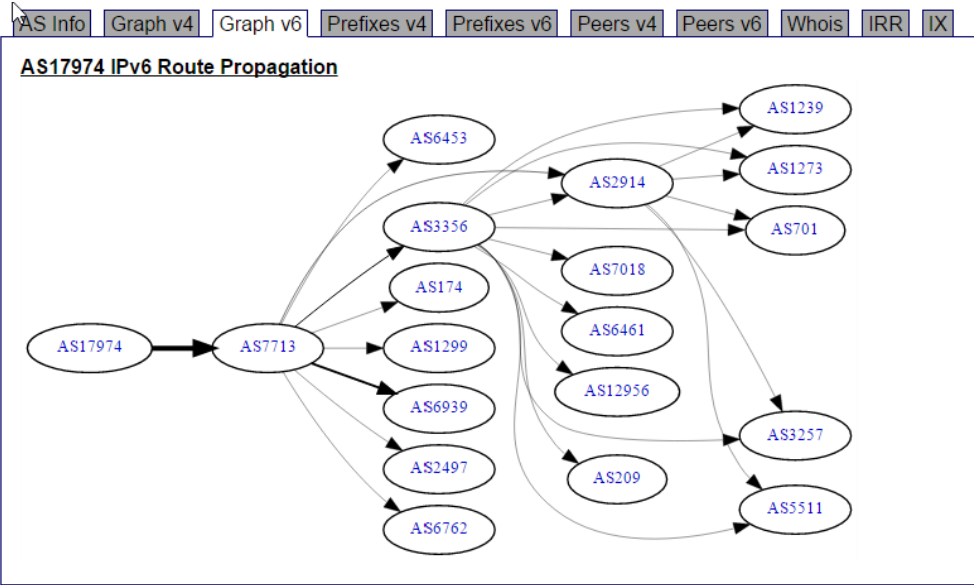 AS Info Graph v4 Graph v6 Prefixes v4 Prefixes v6 Peers v4 Peers v6 Whois IRR IX
AS17974 IPv6 Route Propagation
AS17974
AS7713
AS6453
AS3356
AS174
AS1299
AS6939
AS2497
AS6762
AS2914
AS7018
AS6461
AS12956
AS209
AS1239
AS1273
AS701
AS3257
AS5511